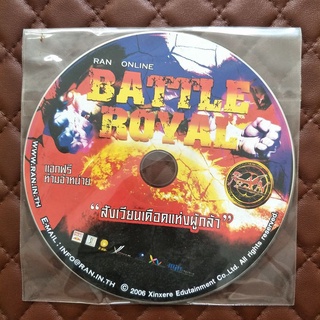 RAN ONLINE
BATTLE
ROYAL
แจกฟรี
ห้ามจำหน่าย
RAN
"สังเวียนเดือดแห่งผู้กล้า"
WWW.RAN.IN.TH
E-MAIL : INFO@RAN.IN.TH
© 2006 Xinxere Edutainment Co.,Ltd. All rights reserved.